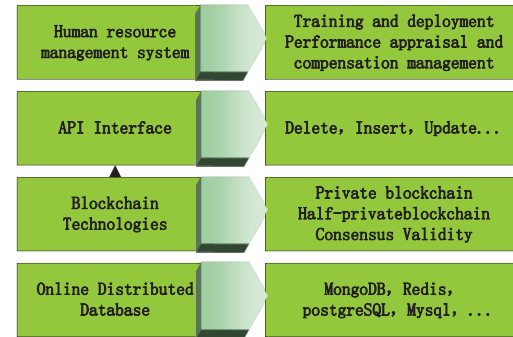 Human resource
management system
Training and deployment
Performance appraisal and
compensation management
API Interface
Delete, Insert, Update...
Blockchain
Technologies
Private blockchain
Half-privateblockchain
Consensus Validity
Online Distributed
Database
MongoDB, Redis,
postgreSQL, Mysql, ...